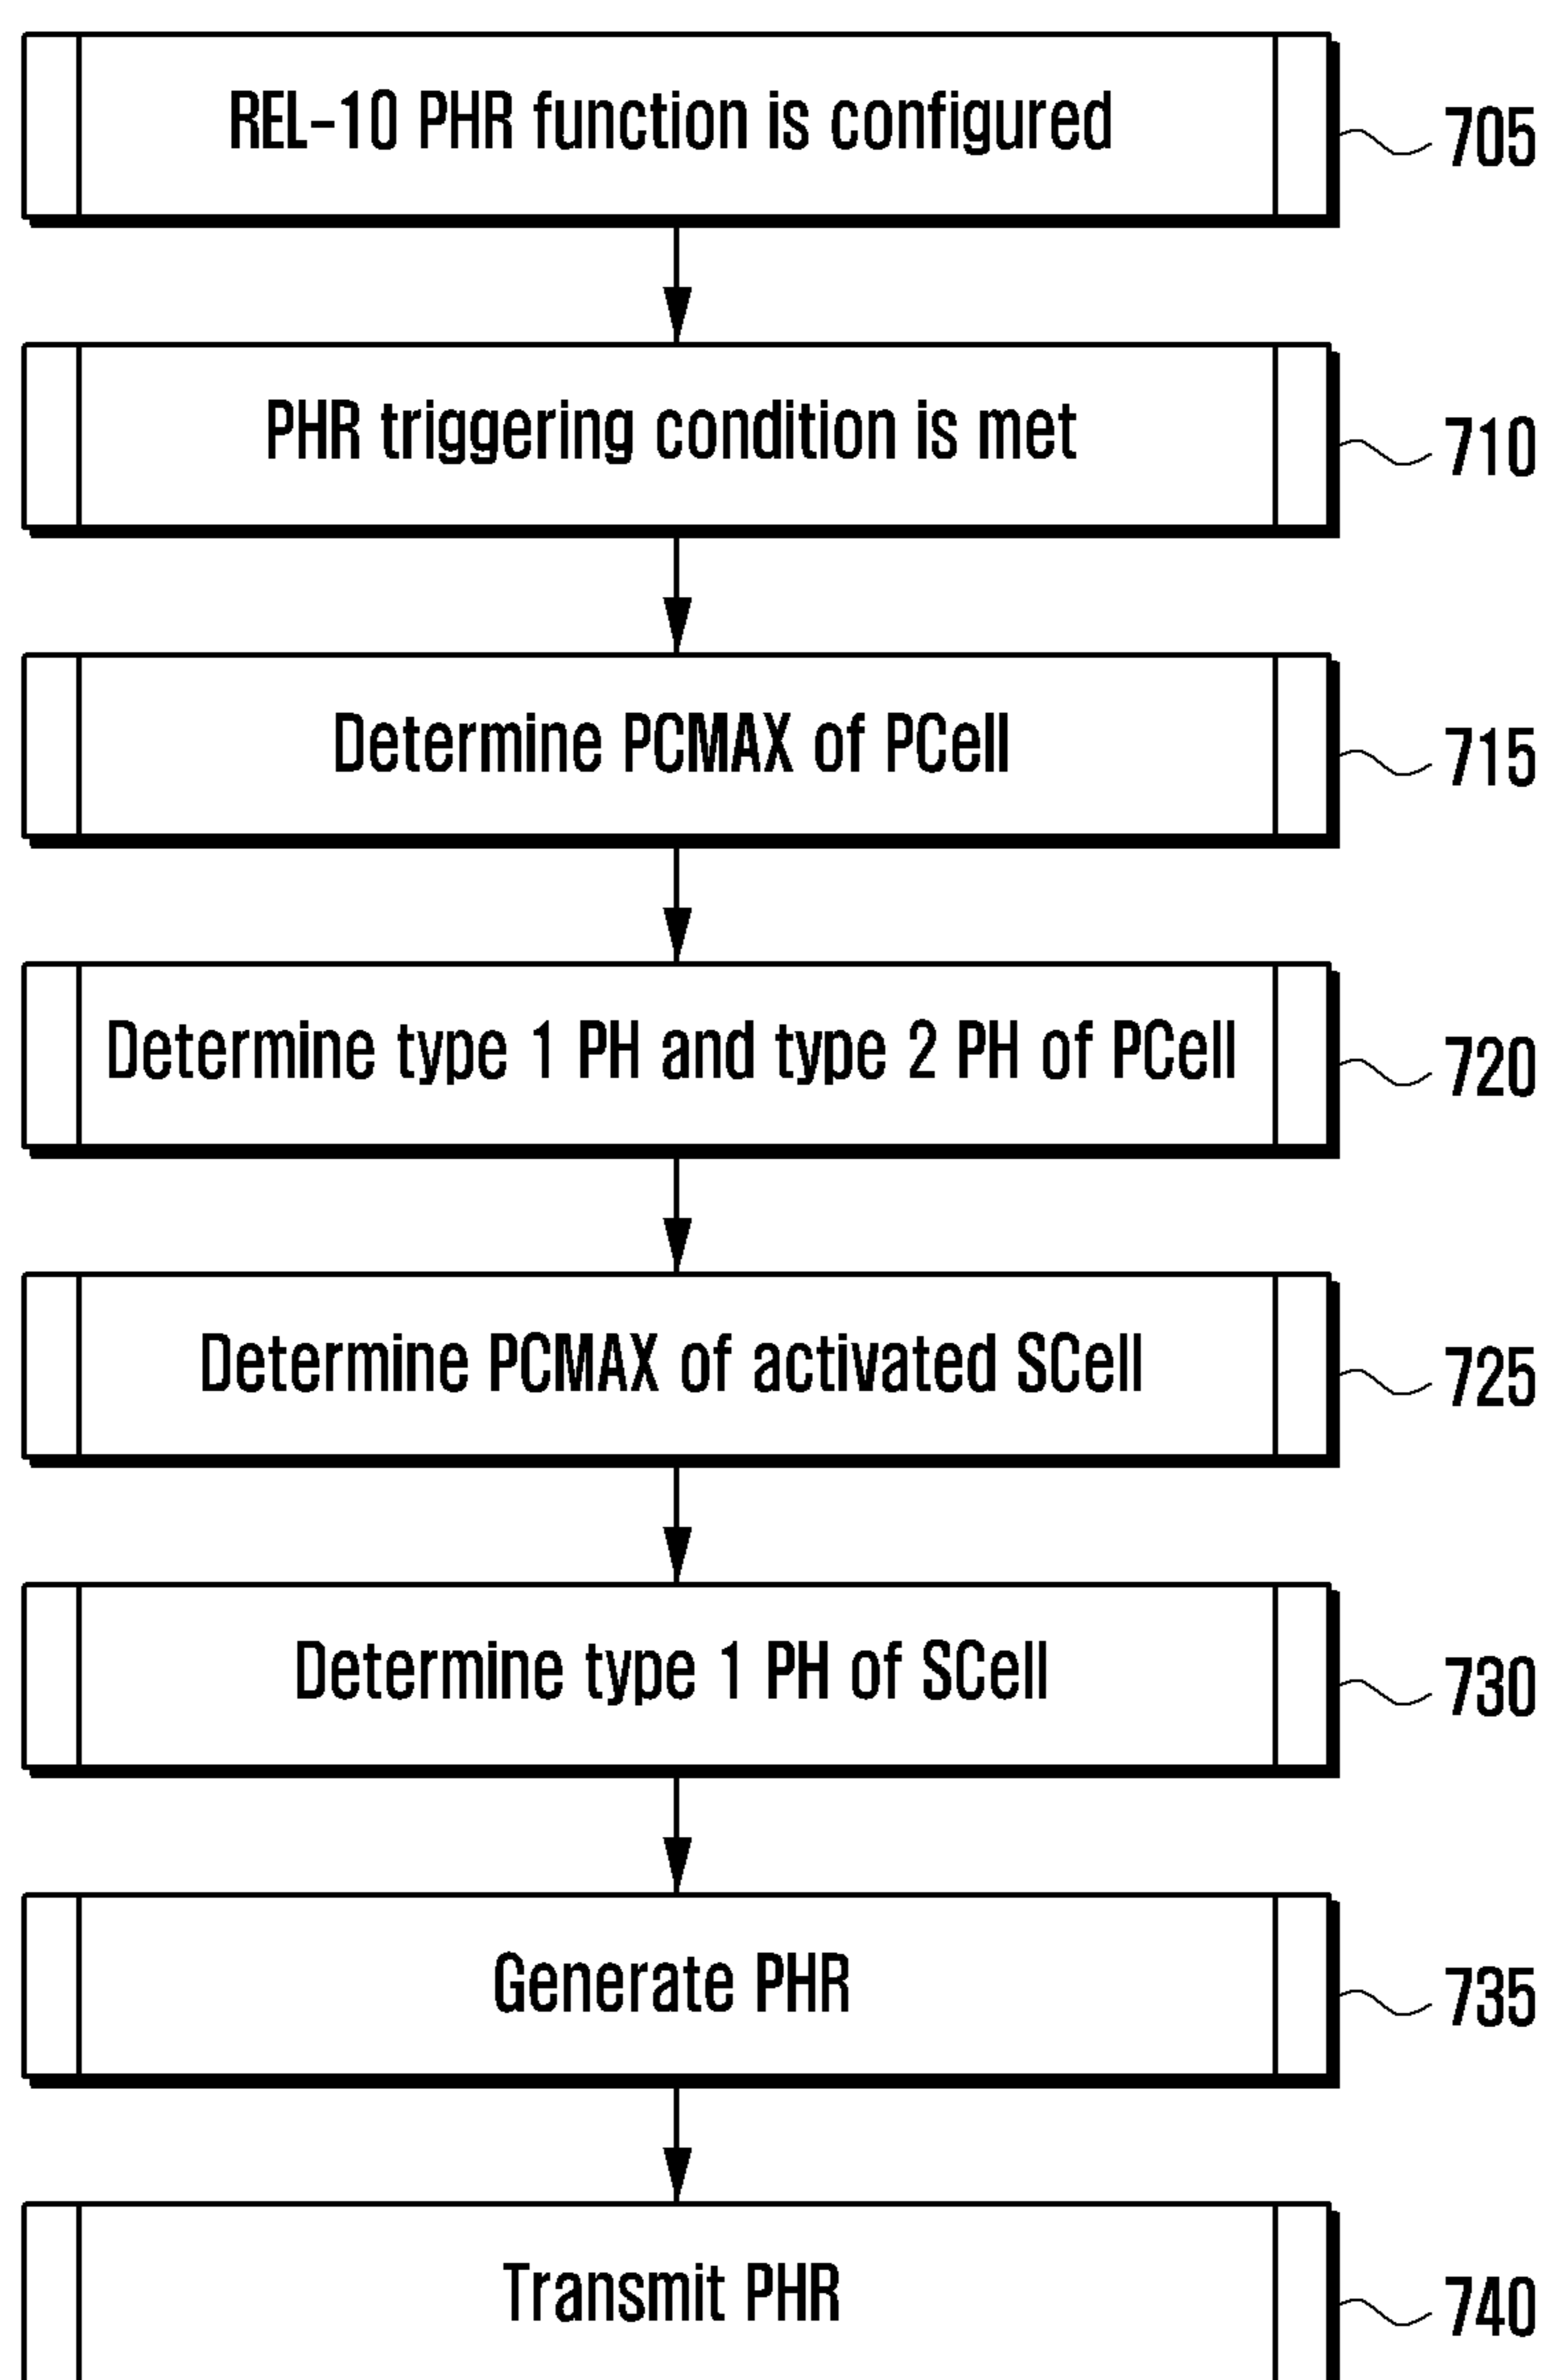 REL-10 PHR function is configured
705
PHR triggering condition is met
710
Determine PCMAX of PCell
715
Determine type 1 PH and type 2 PH of PCell
720
Determine PCMAX of activated SCell
725
Determine type 1 PH of SCell
730
Generate PHR
735
Transmit PHR
740